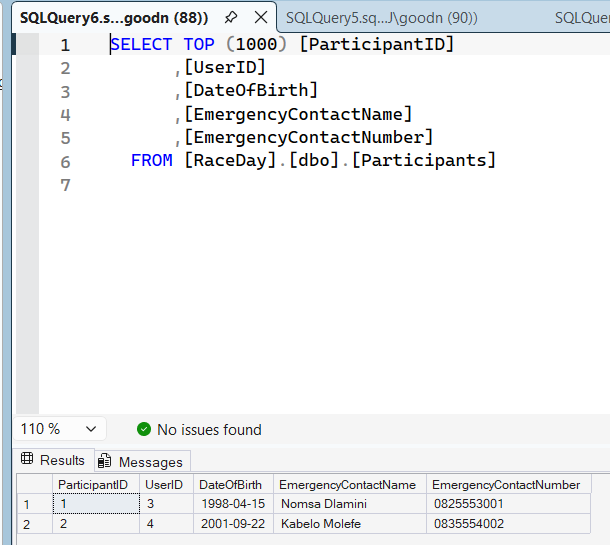 SQLQuery6.s...goodn (88))
SQLQuery5.sq...J\goodn (90))
SQLQue
1 SELECT TOP (1000) [ParticipantID]
2 ,[UserID]
3 ,[DateOfBirth]
4 ,[EmergencyContactName]
5 ,[EmergencyContactNumber]
6 FROM [RaceDay].[dbo].[Participants]
7
110 % No issues found
Results Messages
ParticipantID UserID DateOfBirth EmergencyContactName EmergencyContactNumber
1 1 3 1998-04-15 Nomsa Dlamini 0825553001
2 2 4 2001-09-22 Kabelo Molefe 0835554002